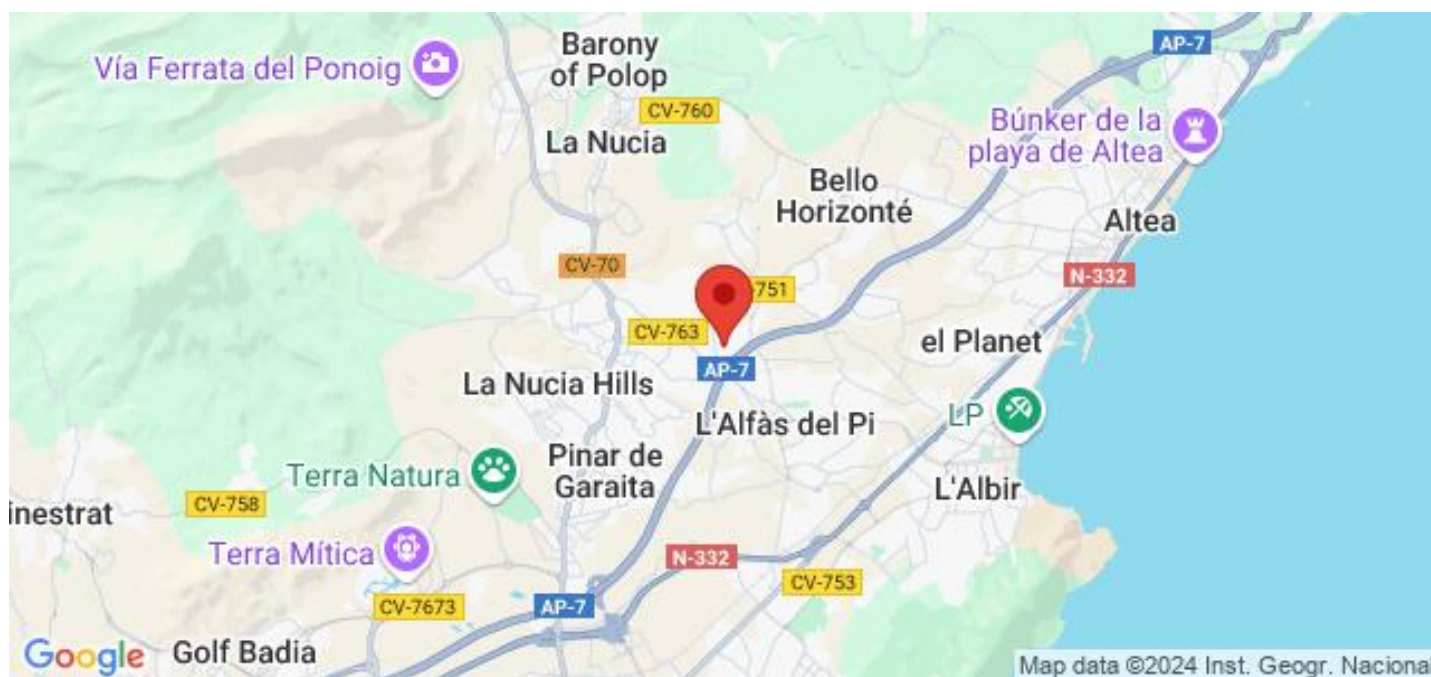 AP-7
Barony
of Polop
Vía Ferrata del Ponoig
CV-760
Búnker de la
playa de Altea
La Nucia
Bello
Horizonté
Altea
CV-70
N-332
-751
CV-763
el Planet
AP-7
La Nucia Hills
LP
L'Alfàs del Pi
Pinar de
Garaita
Terra Natura
L'Albir
CV-758
inestrat
Terra Mítica
N-332
CV-753
CV-7673
AP-7
Golf Badia
Google
Map data ©2024 Inst. Geogr. Nacional